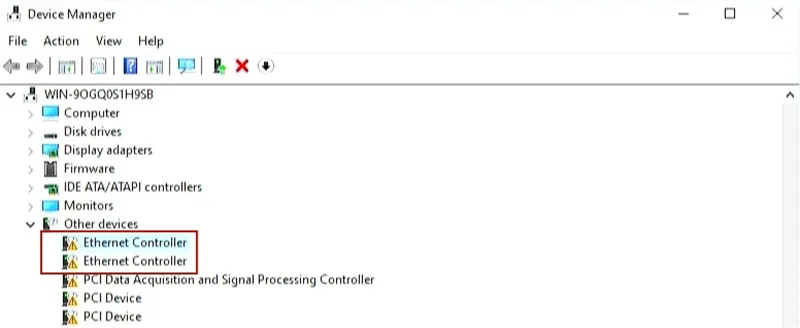 Device Manager
File Action View Help
WIN-9OGQ0S1H9SB
Computer
Disk drives
Display adapters
Firmware
IDE ATA/ATAPI controllers
Monitors
Other devices
Ethernet Controller
Ethernet Controller
PCI Data Acquisition and Signal Processing Controller
PCI Device
PCI Device